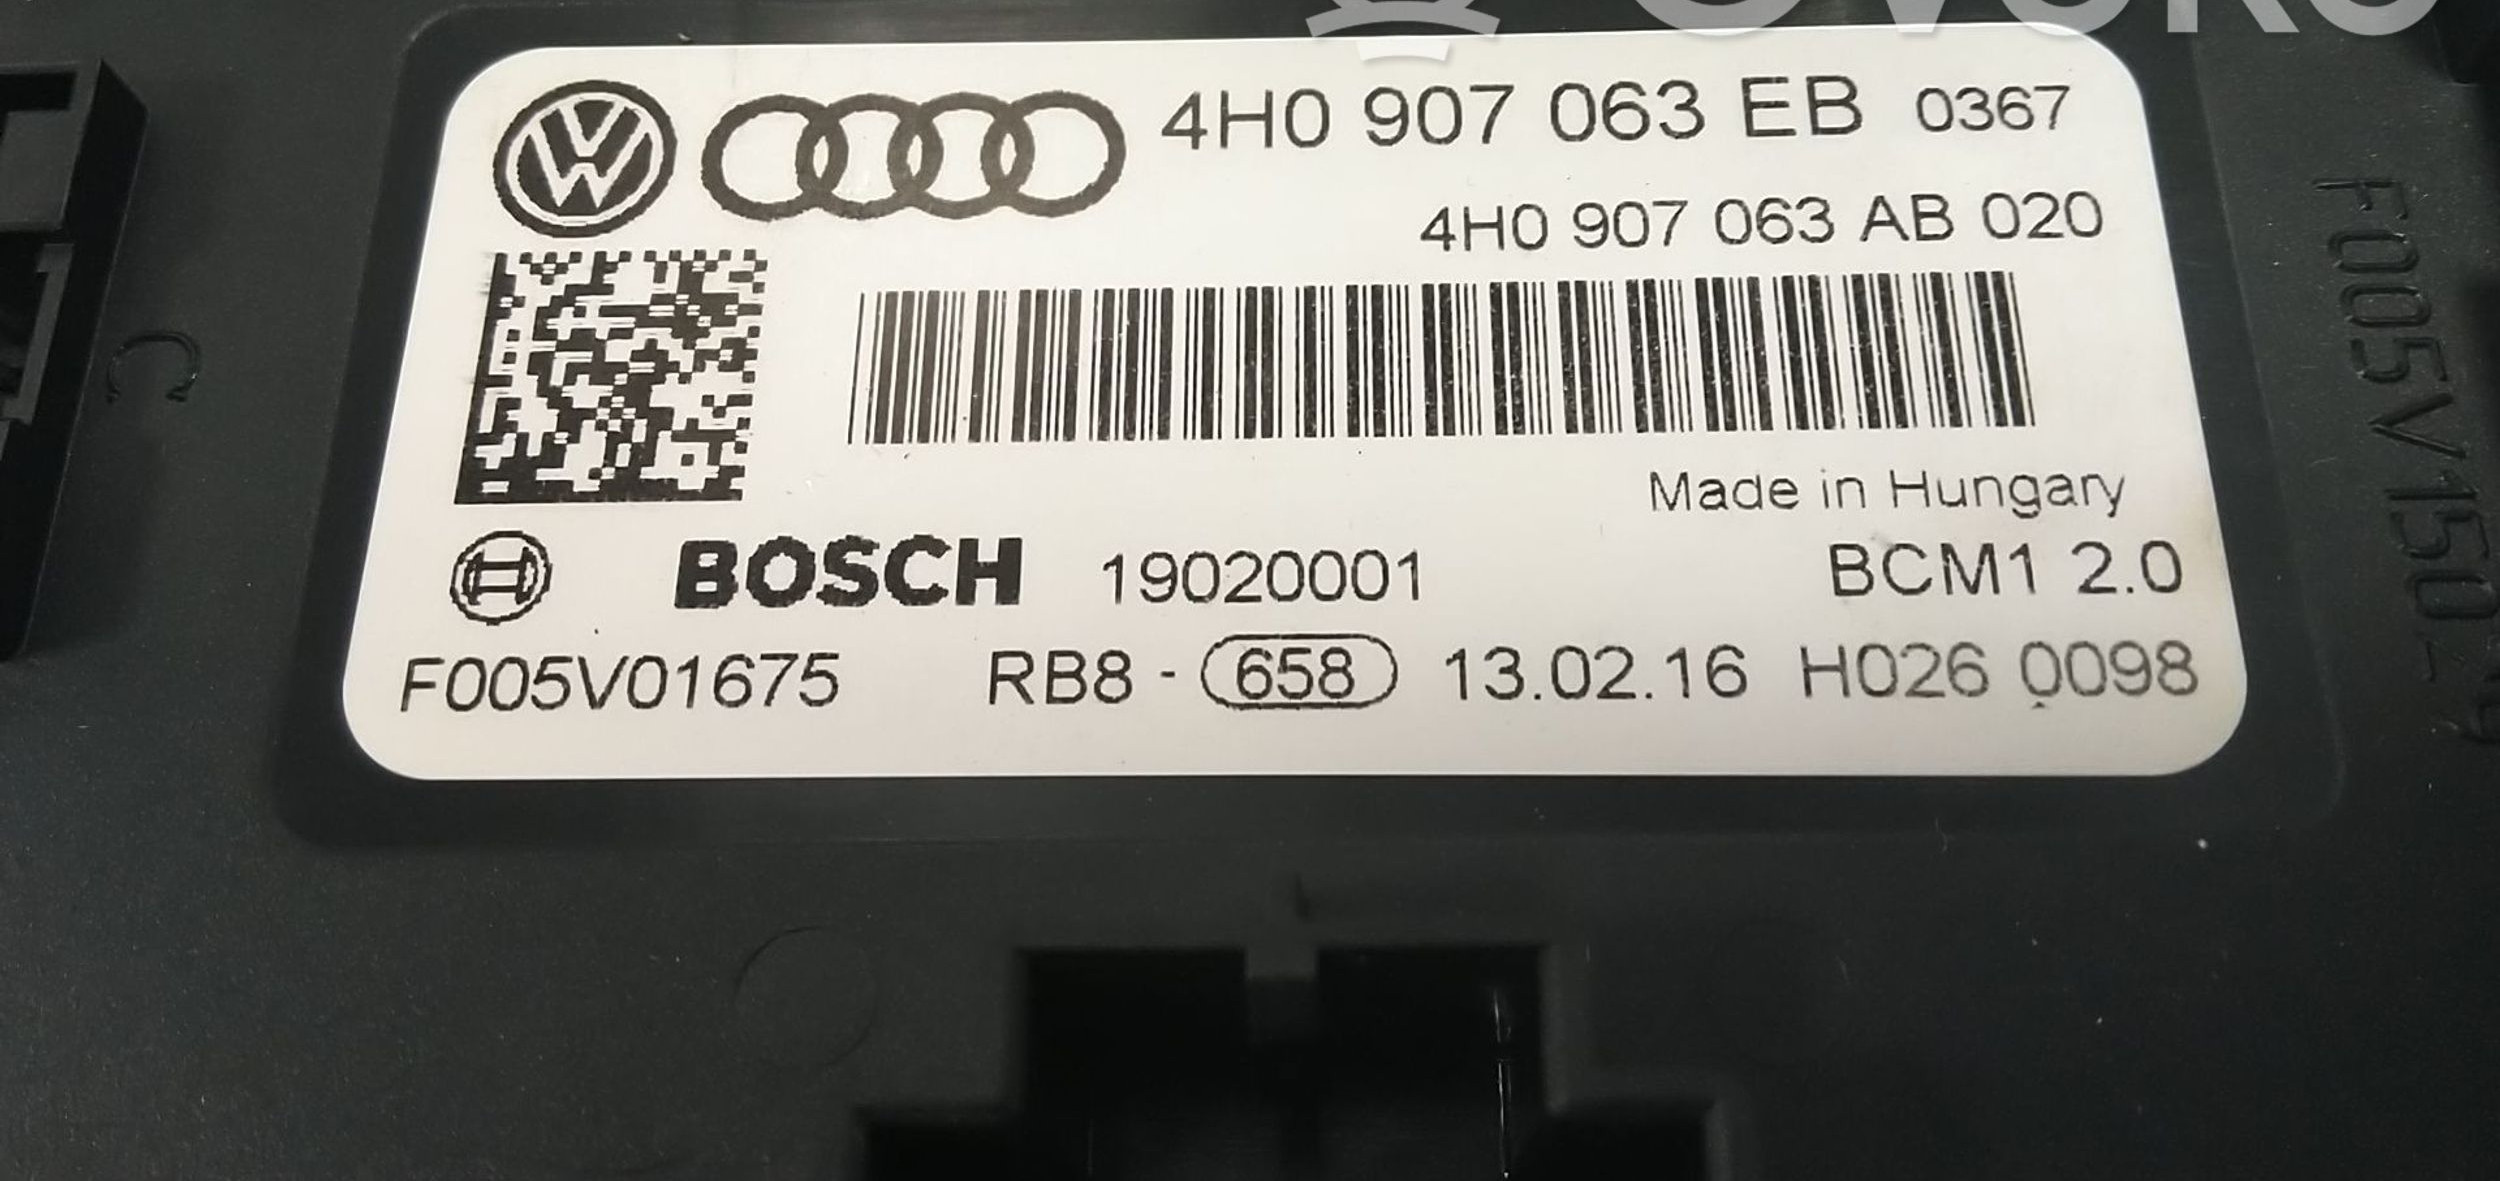 4H0 907 063 EB 0367
4H0 907 063 AB 020
Made in Hungary
BOSCH 19020001 BCM1 2.0
F005V01675 RB8 - 658 13.02.16 H026 0098
C